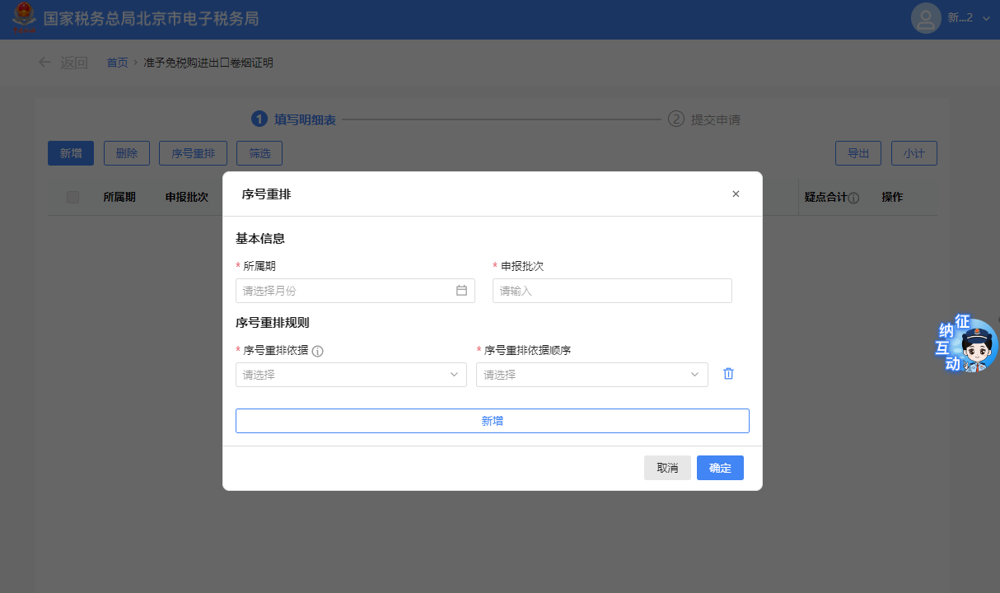 国家税务总局北京市电子税务局
新...2
返回 首页 > 准予免税购进出口卷烟证明
1 填写明细表 2 提交申请
新增 删除 序号重排 筛选 导出 小计
所属期 申报批次 疑点合计 操作
序号重排
基本信息
* 所属期 * 申报批次
请选择月份 请输入
序号重排规则
* 序号重排依据 * 序号重排依据顺序
请选择 请选择
新增
取消 确定
征纳互动